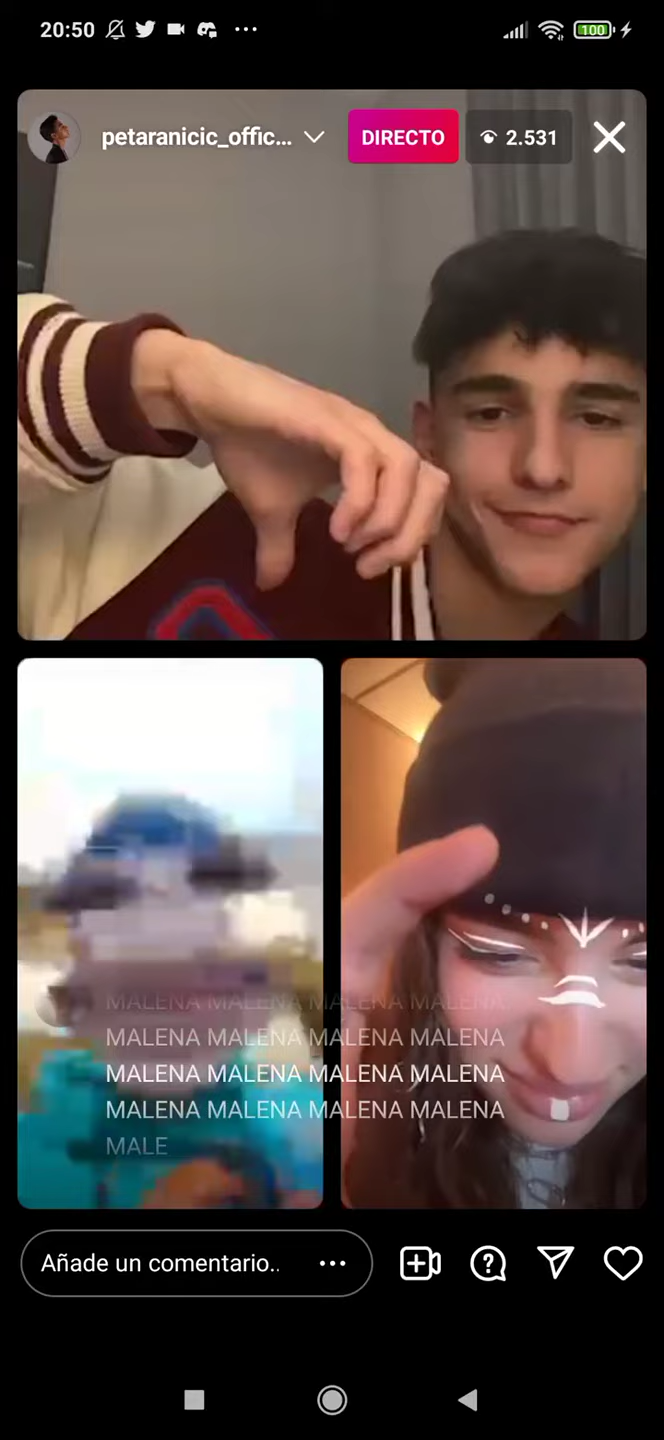 20:50
100
petaranicic_offic...
DIRECTO
2.531
MALENA MALENA MALENA MALENA
MALENA MALENA MALENA MALENA
MALENA MALENA MALENA MALENA
MALENA MALENA MALENA MALENA
MALE
Añade un comentario..